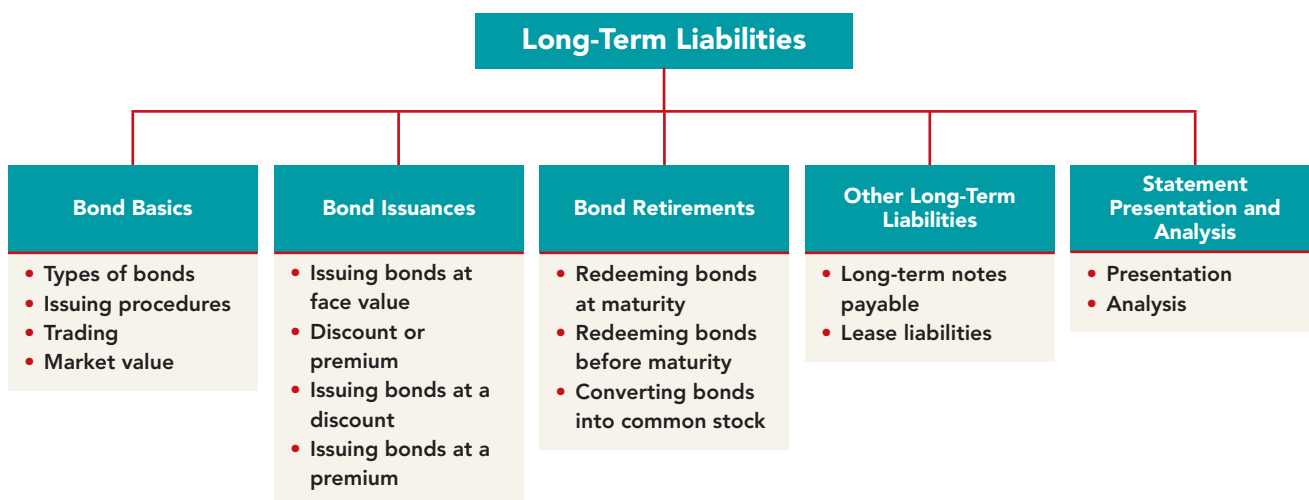 Long-Term Liabilities
Bond Basics
• Types of bonds
• Issuing procedures
• Trading
• Market value
Bond Issuances
• Issuing bonds at
face value
• Discount or
premium
• Issuing bonds at a
discount
• Issuing bonds at a
premium
Bond Retirements
• Redeeming bonds
at maturity
• Redeeming bonds
before maturity
• Converting bonds
into common stock
Other Long-Term
Liabilities
• Long-term notes
payable
• Lease liabilities
Statement
Presentation and
Analysis
• Presentation
• Analysis